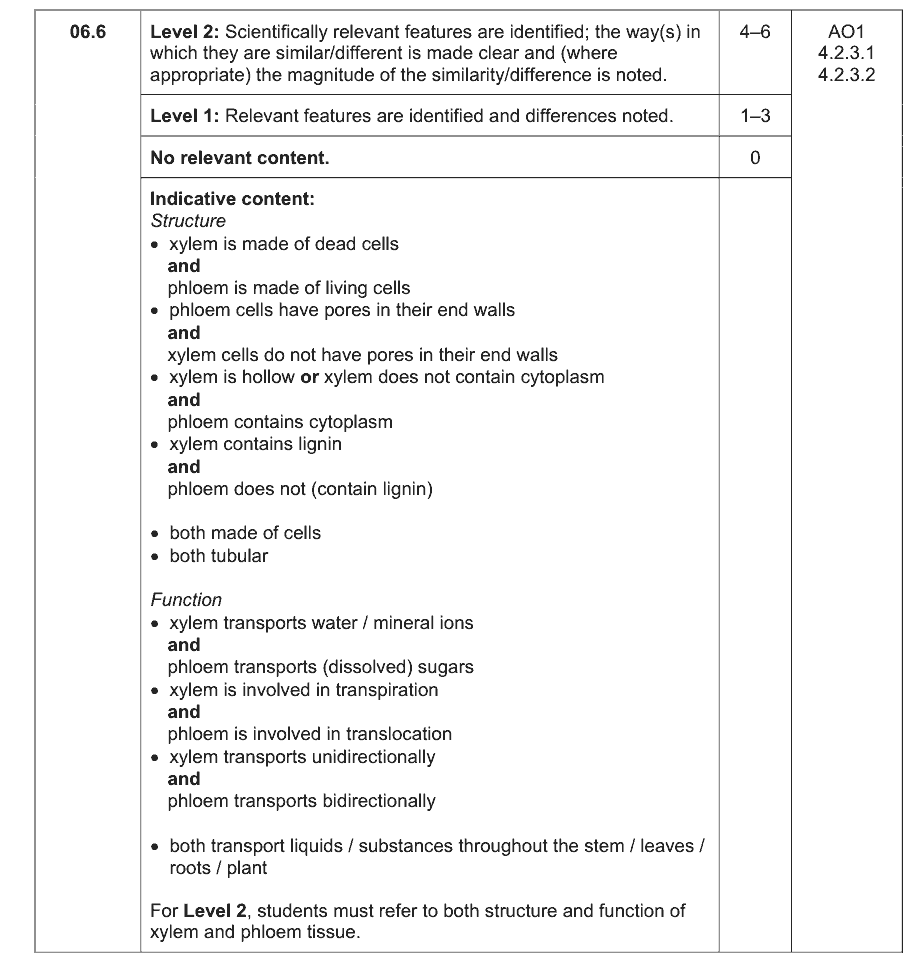 06.6
Level 2: Scientifically relevant features are identified; the way(s) in
which they are similar/different is made clear and (where
appropriate) the magnitude of the similarity/difference is noted.
4–6
AO1
4.2.3.1
4.2.3.2
Level 1: Relevant features are identified and differences noted.
1–3
No relevant content.
0
Indicative content:
Structure
• xylem is made of dead cells
and
phloem is made of living cells
• phloem cells have pores in their end walls
and
xylem cells do not have pores in their end walls
• xylem is hollow or xylem does not contain cytoplasm
and
phloem contains cytoplasm
• xylem contains lignin
and
phloem does not (contain lignin)
• both made of cells
• both tubular
Function
• xylem transports water / mineral ions
and
phloem transports (dissolved) sugars
• xylem is involved in transpiration
and
phloem is involved in translocation
• xylem transports unidirectionally
and
phloem transports bidirectionally
• both transport liquids / substances throughout the stem / leaves /
roots / plant
For Level 2, students must refer to both structure and function of
xylem and phloem tissue.